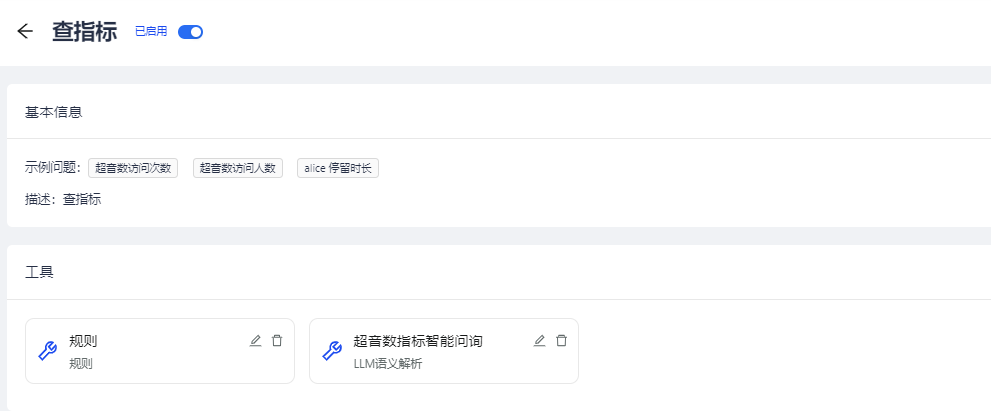 查指标 已启用
基本信息
示例问题： 超音数访问次数 超音数访问人数 alice 停留时长
描述：查指标
工具
规则 超音数指标智能问询
规则 LLM语义解析